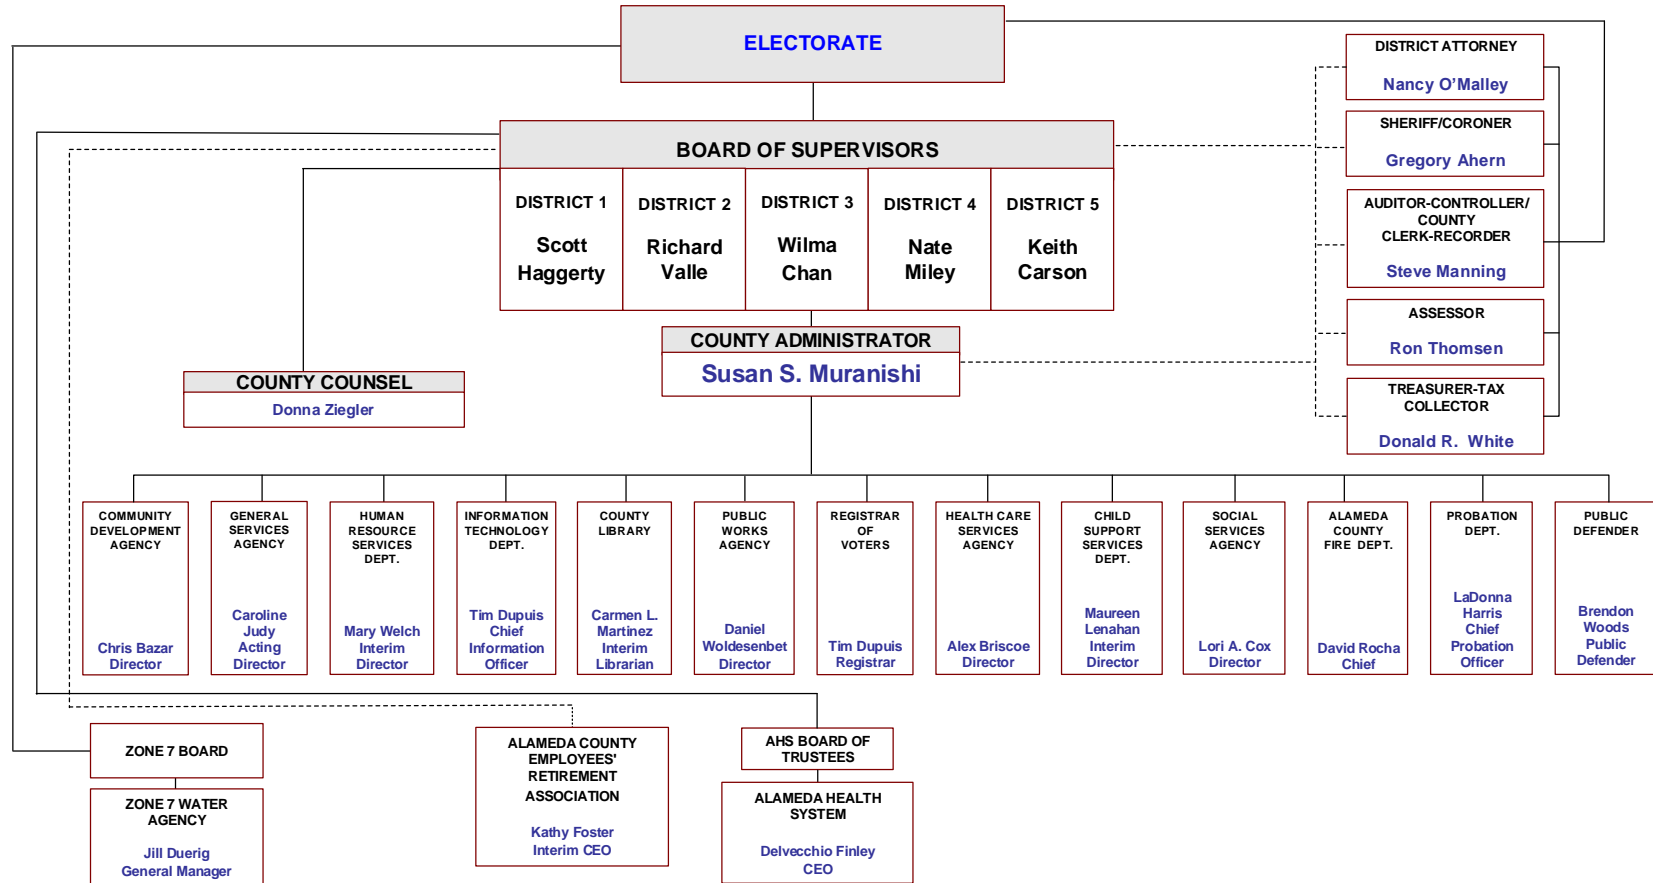 ELECTORATE
DISTRICT ATTORNEY
Nancy O’Malley
SHERIFF/CORONER
Gregory Ahern
AUDITOR-CONTROLLER/
COUNTY
CLERK-RECORDER
Steve Manning
ASSESSOR
Ron Thomsen
TREASURER-TAX
COLLECTOR
Donald R. White
BOARD OF SUPERVISORS
DISTRICT 1
Scott
Haggerty
DISTRICT 2
Richard
Valle
DISTRICT 3
Wilma
Chan
DISTRICT 4
Nate
Miley
DISTRICT 5
Keith
Carson
COUNTY ADMINISTRATOR
Susan S. Muranishi
COUNTY COUNSEL
Donna Ziegler
COMMUNITY
DEVELOPMENT
AGENCY
Chris Bazar
Director
GENERAL
SERVICES
AGENCY
Caroline
Judy
Acting
Director
HUMAN
RESOURCE
SERVICES
DEPT.
Mary Welch
Interim
Director
INFORMATION
TECHNOLOGY
DEPT.
Tim Dupuis
Chief
Information
Officer
COUNTY
LIBRARY
Carmen L.
Martinez
Interim
Librarian
PUBLIC
WORKS
AGENCY
Daniel
Woldesenbet
Director
REGISTRAR
OF
VOTERS
Tim Dupuis
Registrar
HEALTH CARE
SERVICES
AGENCY
Alex Briscoe
Director
CHILD
SUPPORT
SERVICES
DEPT.
Maureen
Lenahan
Interim
Director
SOCIAL
SERVICES
AGENCY
Lori A. Cox
Director
ALAMEDA
COUNTY
FIRE DEPT.
David Rocha
Chief
PROBATION
DEPT.
LaDonna
Harris
Chief
Probation
Officer
PUBLIC
DEFENDER
Brendon
Woods
Public
Defender
ZONE 7 BOARD
ZONE 7 WATER
AGENCY
Jill Duerig
General Manager
ALAMEDA COUNTY
EMPLOYEES'
RETIREMENT
ASSOCIATION
Kathy Foster
Interim CEO
AHS BOARD OF
TRUSTEES
ALAMEDA HEALTH
SYSTEM
Delvecchio Finley
CEO